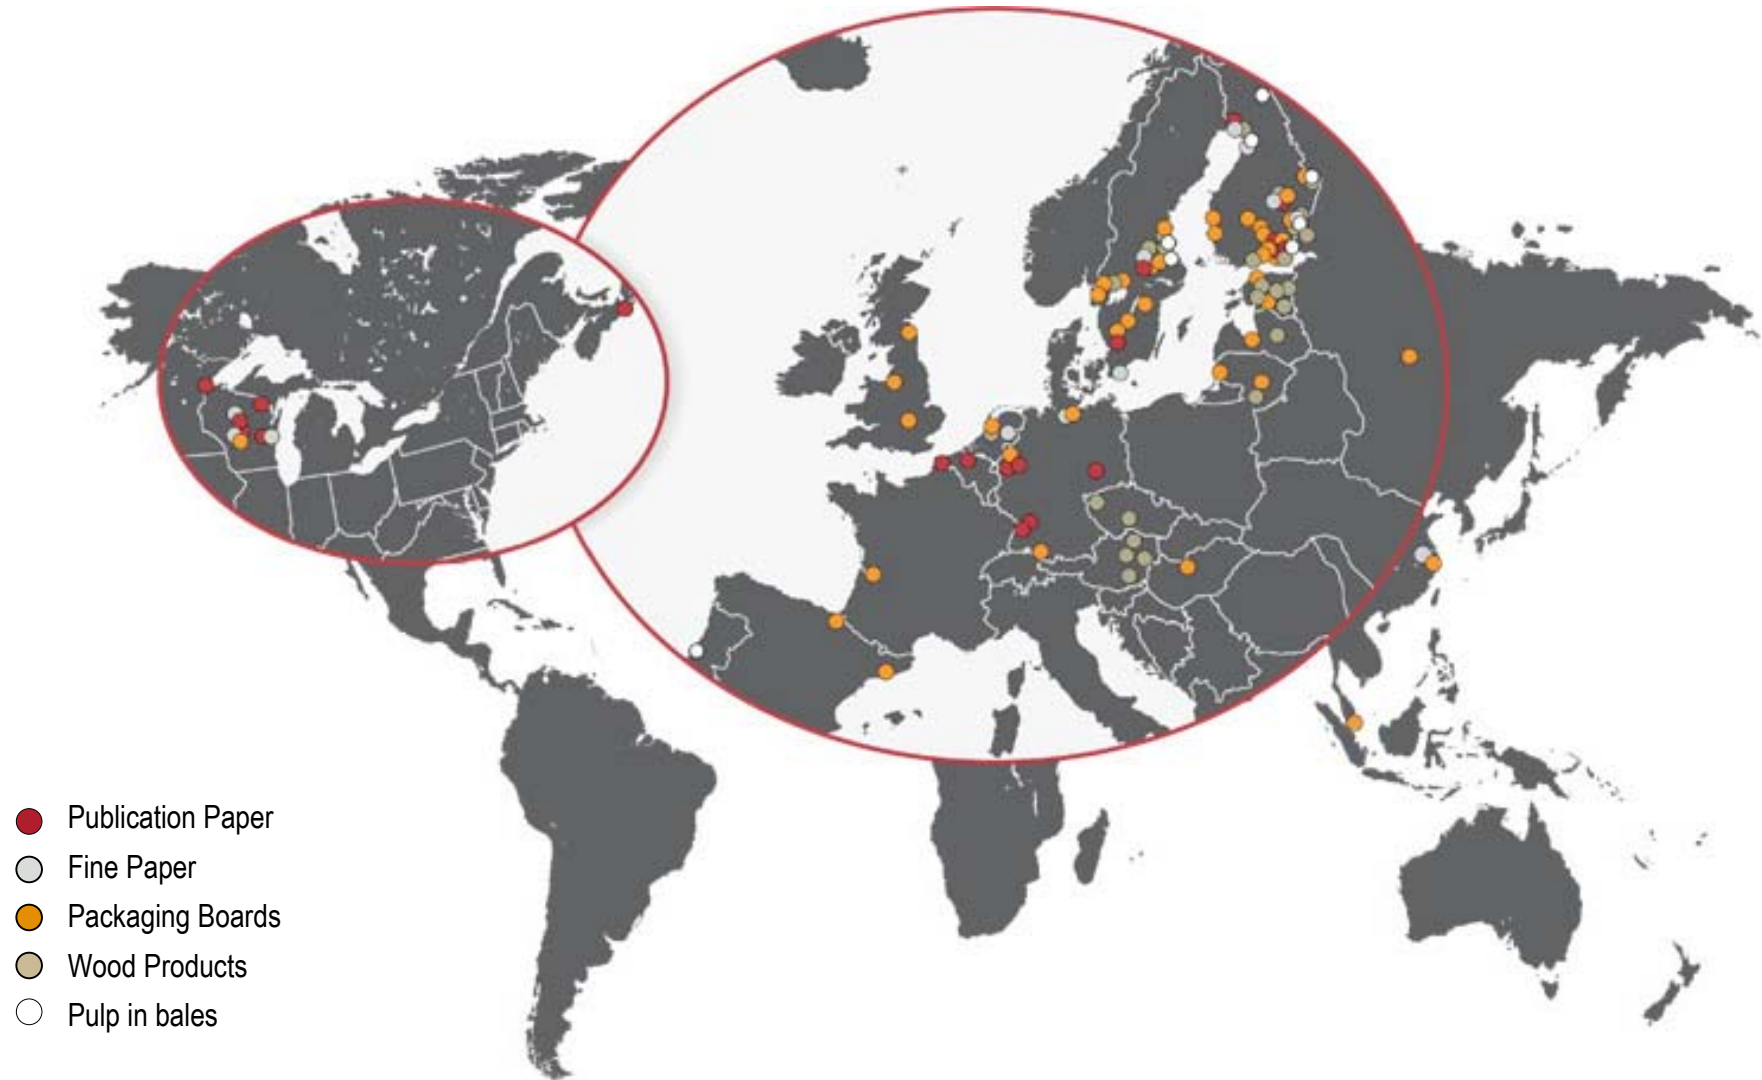 Publication Paper
Fine Paper
Packaging Boards
Wood Products
Pulp in bales